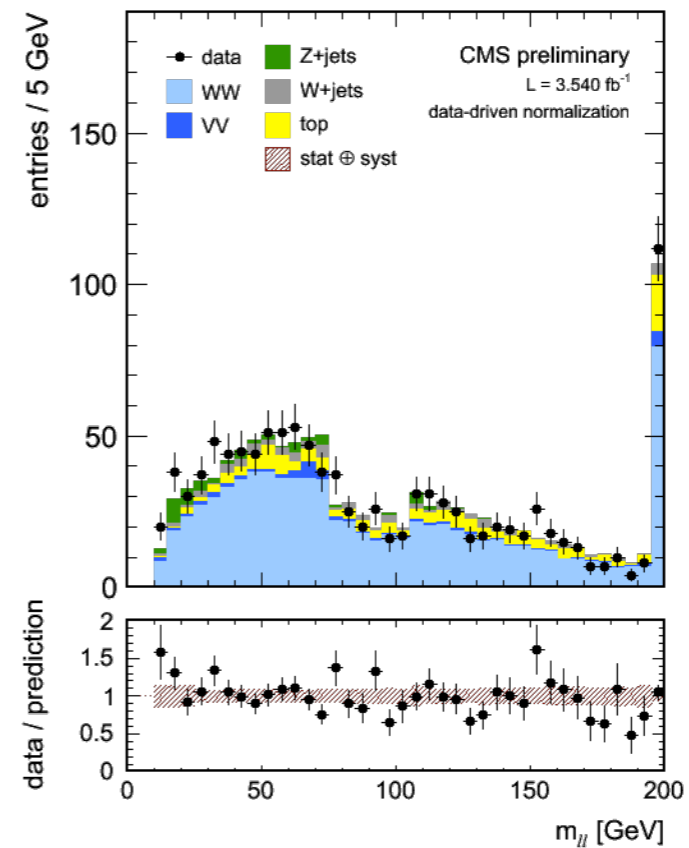 entries / 5 GeV
data
WW
VV
Z+jets
W+jets
top
stat ⊕ syst
CMS preliminary
L = 3.540 fb⁻¹
data-driven normalization
150
100
50
0
data / prediction
2
1.5
1
0.5
0
0 50 100 150 200
m_ll [GeV]